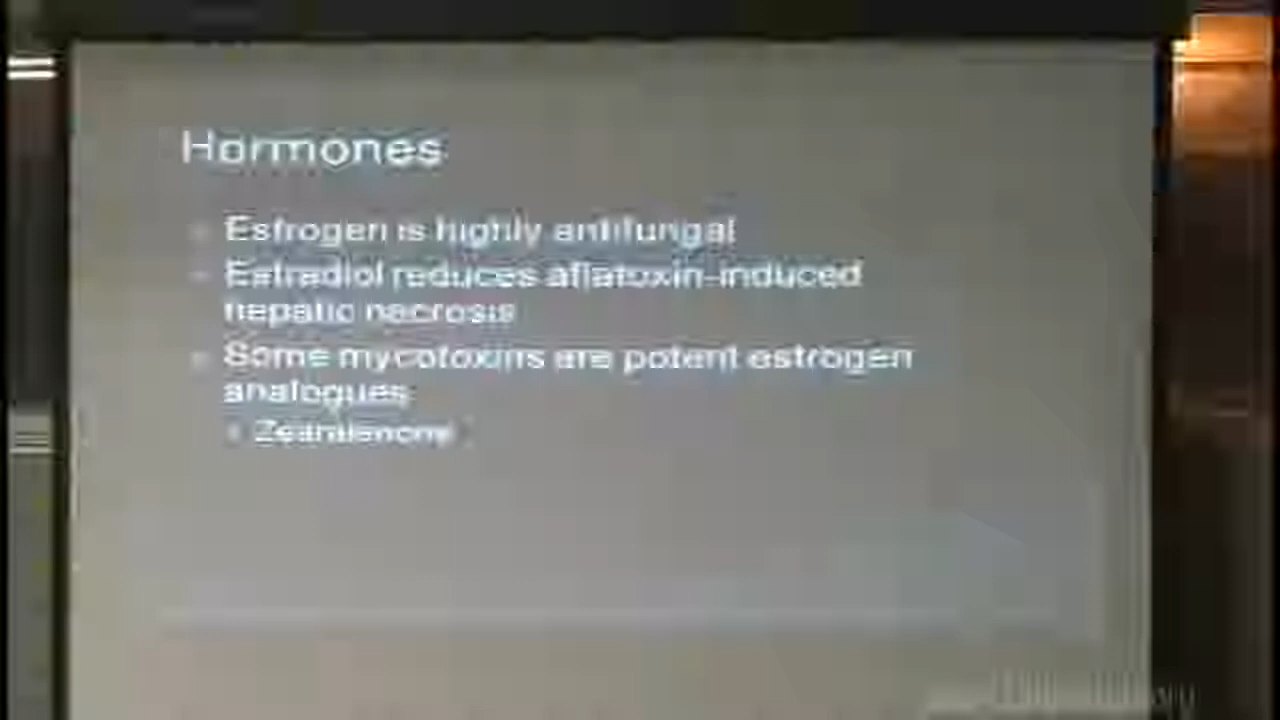 Hormones
Estrogen is highly antifungal
Estradiol reduces aflatoxin-induced
hepatic necrosis
Some mycotoxins are potent estrogen
analogues
Zearalenone